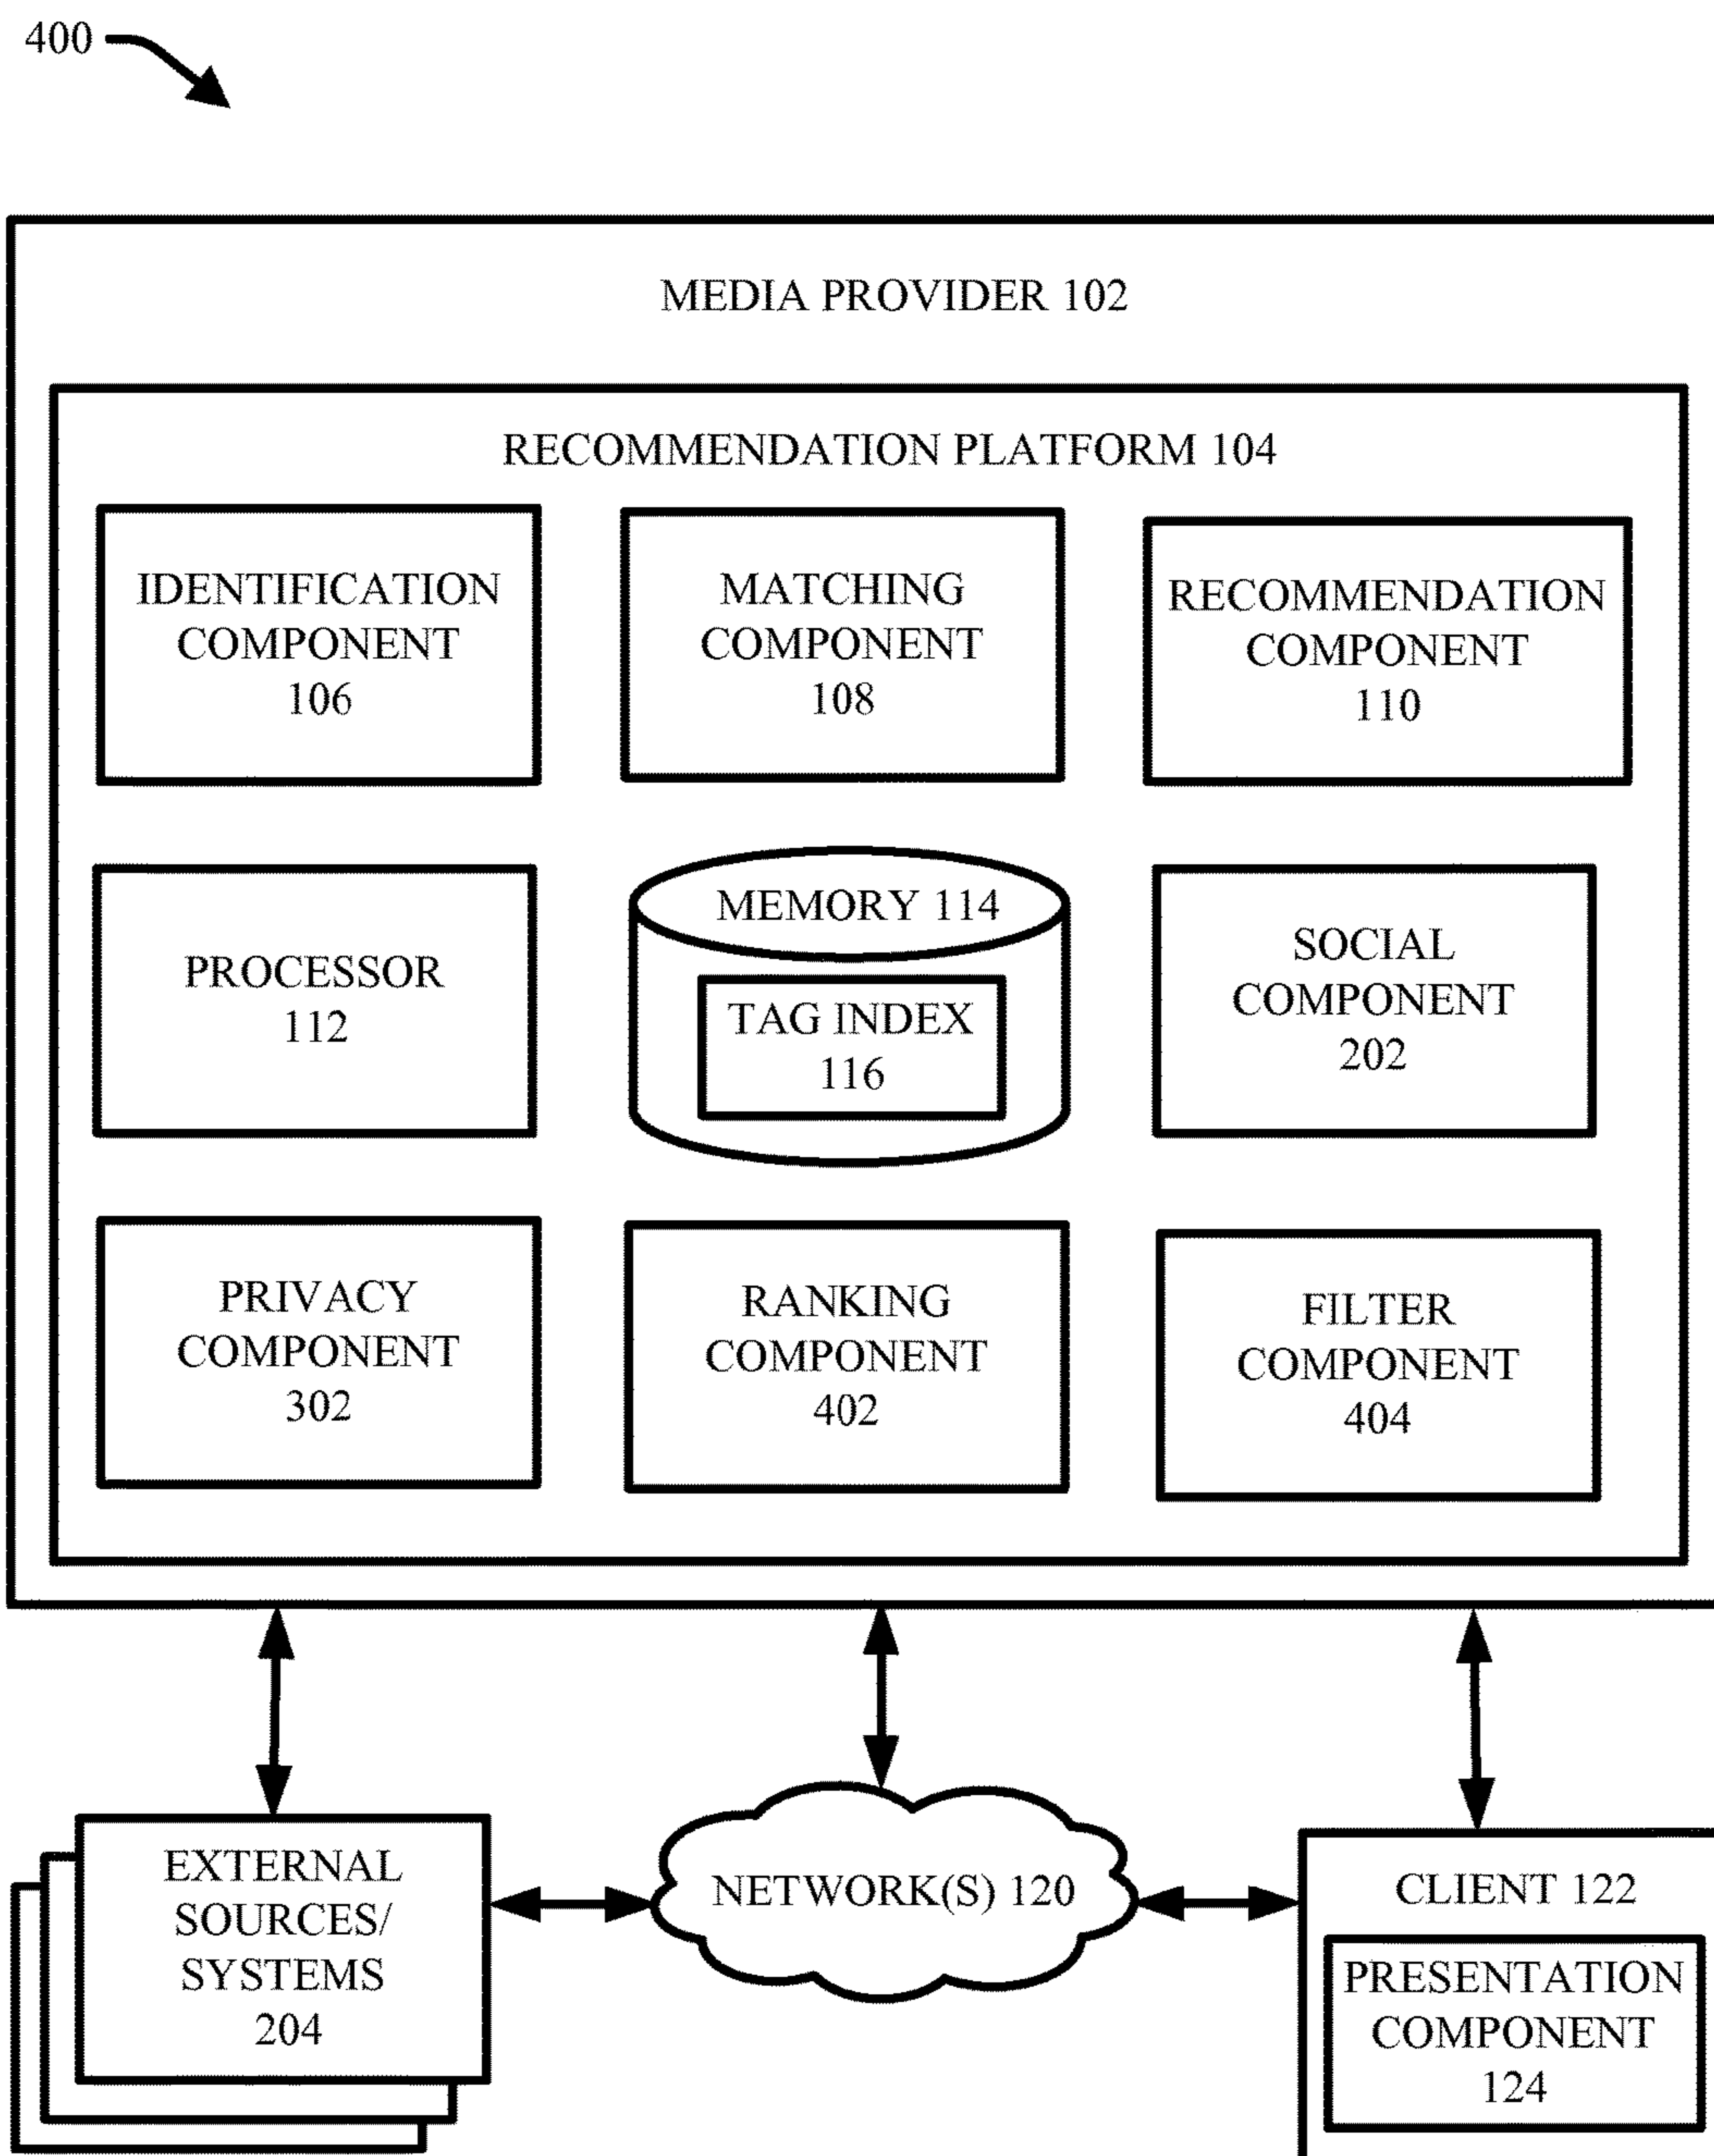 400
MEDIA PROVIDER 102
RECOMMENDATION PLATFORM 104
IDENTIFICATION
COMPONENT
106
MATCHING
COMPONENT
108
RECOMMENDATION
COMPONENT
110
PROCESSOR
112
MEMORY 114
TAG INDEX
116
SOCIAL
COMPONENT
202
PRIVACY
COMPONENT
302
RANKING
COMPONENT
402
FILTER
COMPONENT
404
EXTERNAL
SOURCES/
SYSTEMS
204
NETWORK(S) 120
CLIENT 122
PRESENTATION
COMPONENT
124